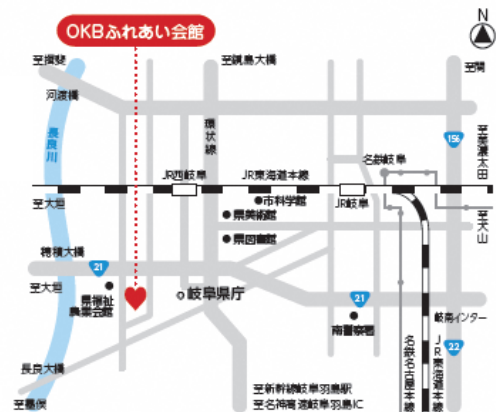 OKBふれあい会館
N
至揖斐
至鏡島大橋
至関
河渡橋
長良川
環状線
156
至美濃太田
名鉄岐阜
JR西岐阜
JR東海道本線
市科学館
JR岐阜
至大垣
県美術館
至犬山
穂積大橋
県図書館
21
至大垣
県福祉
農業会館
岐阜県庁
21
岐南インター
南警察署
22
長良大橋
名鉄名古屋本線
JR東海道本線
至墨俣
至新幹線岐阜羽島駅
至名神高速岐阜羽島IC